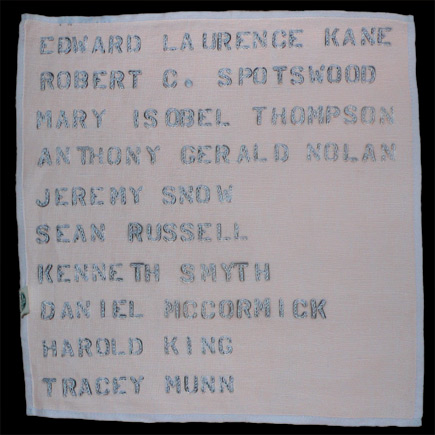 EDWARD LAURENCE KANE
ROBERT C. SPOTSWOOD
MARY ISOBEL THOMPSON
ANTHONY GERALD NOLAN
JEREMY SNOW
SEAN RUSSELL
KENNETH SMYTH
DANIEL MCCORMICK
HAROLD KING
TRACEY MUNN